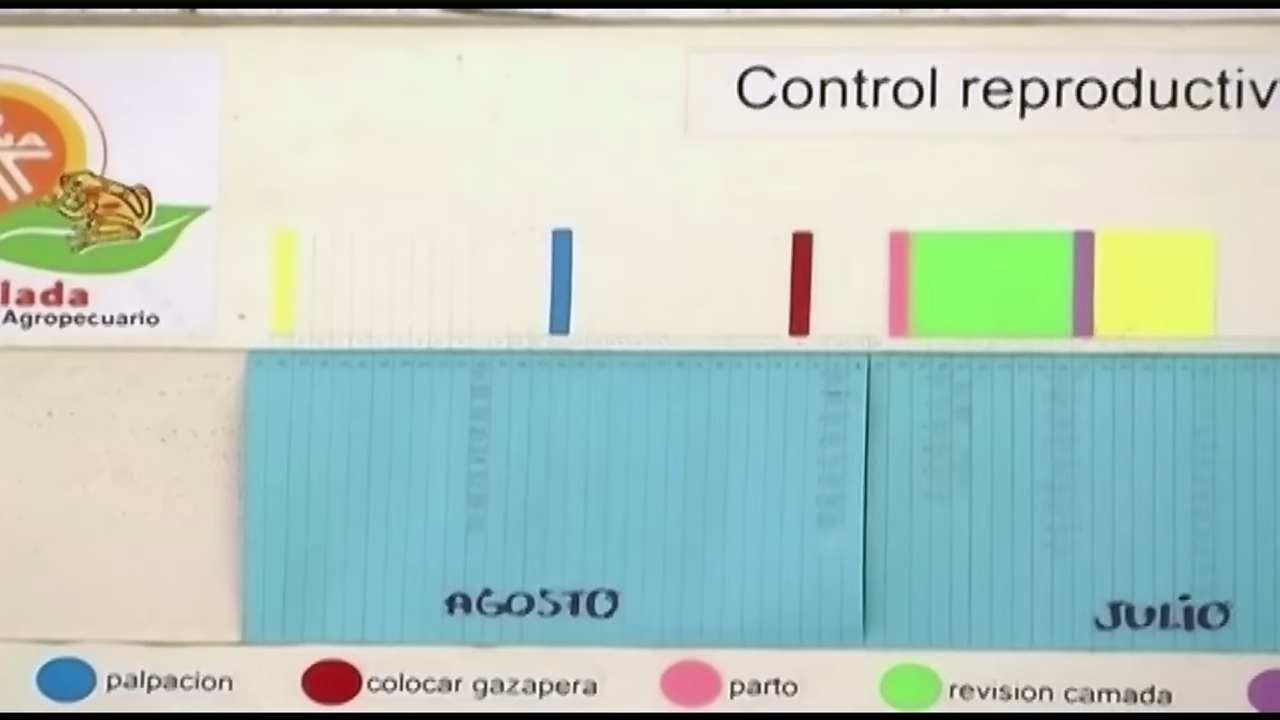 Control reproductiv
lada
Agropecuario
AGOSTO
JULIO
palpacion
colocar gazapera
parto
revision camada